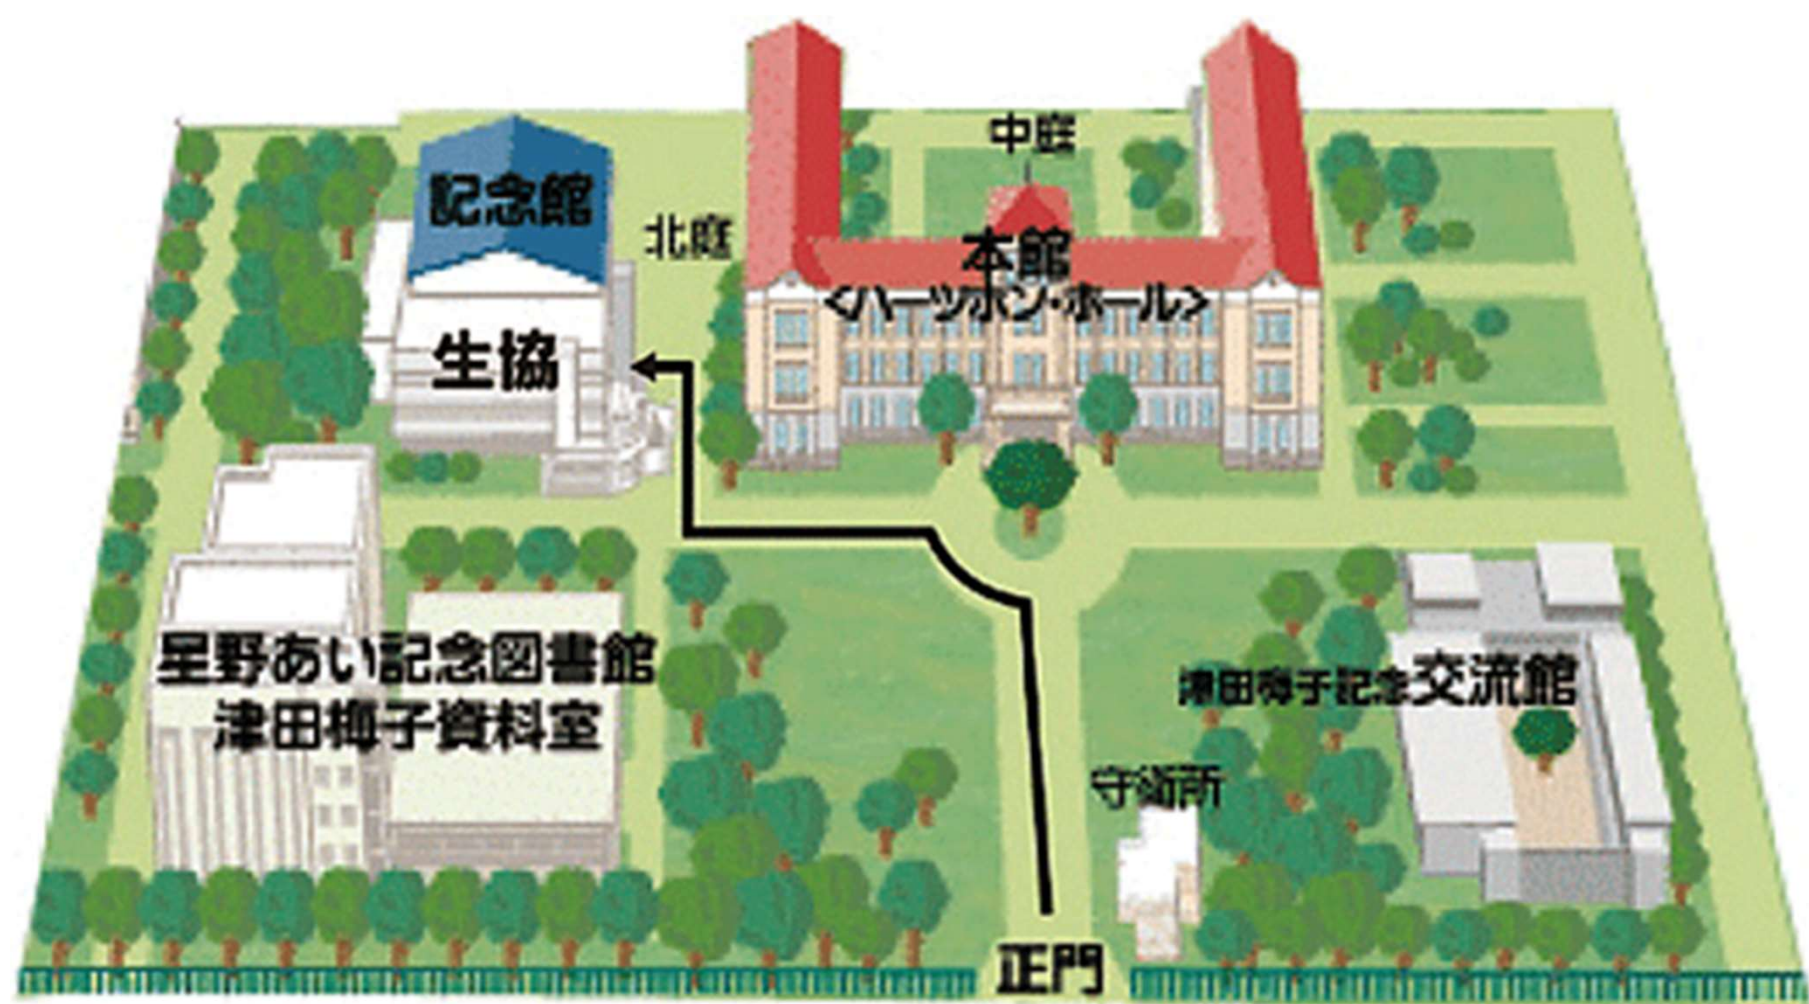 中庭
記念館
北庭
本館
<ハーツホン・ホール>
生協
星野あい記念図書館
津田梅子資料室
津田梅子記念交流館
守衛所
正門